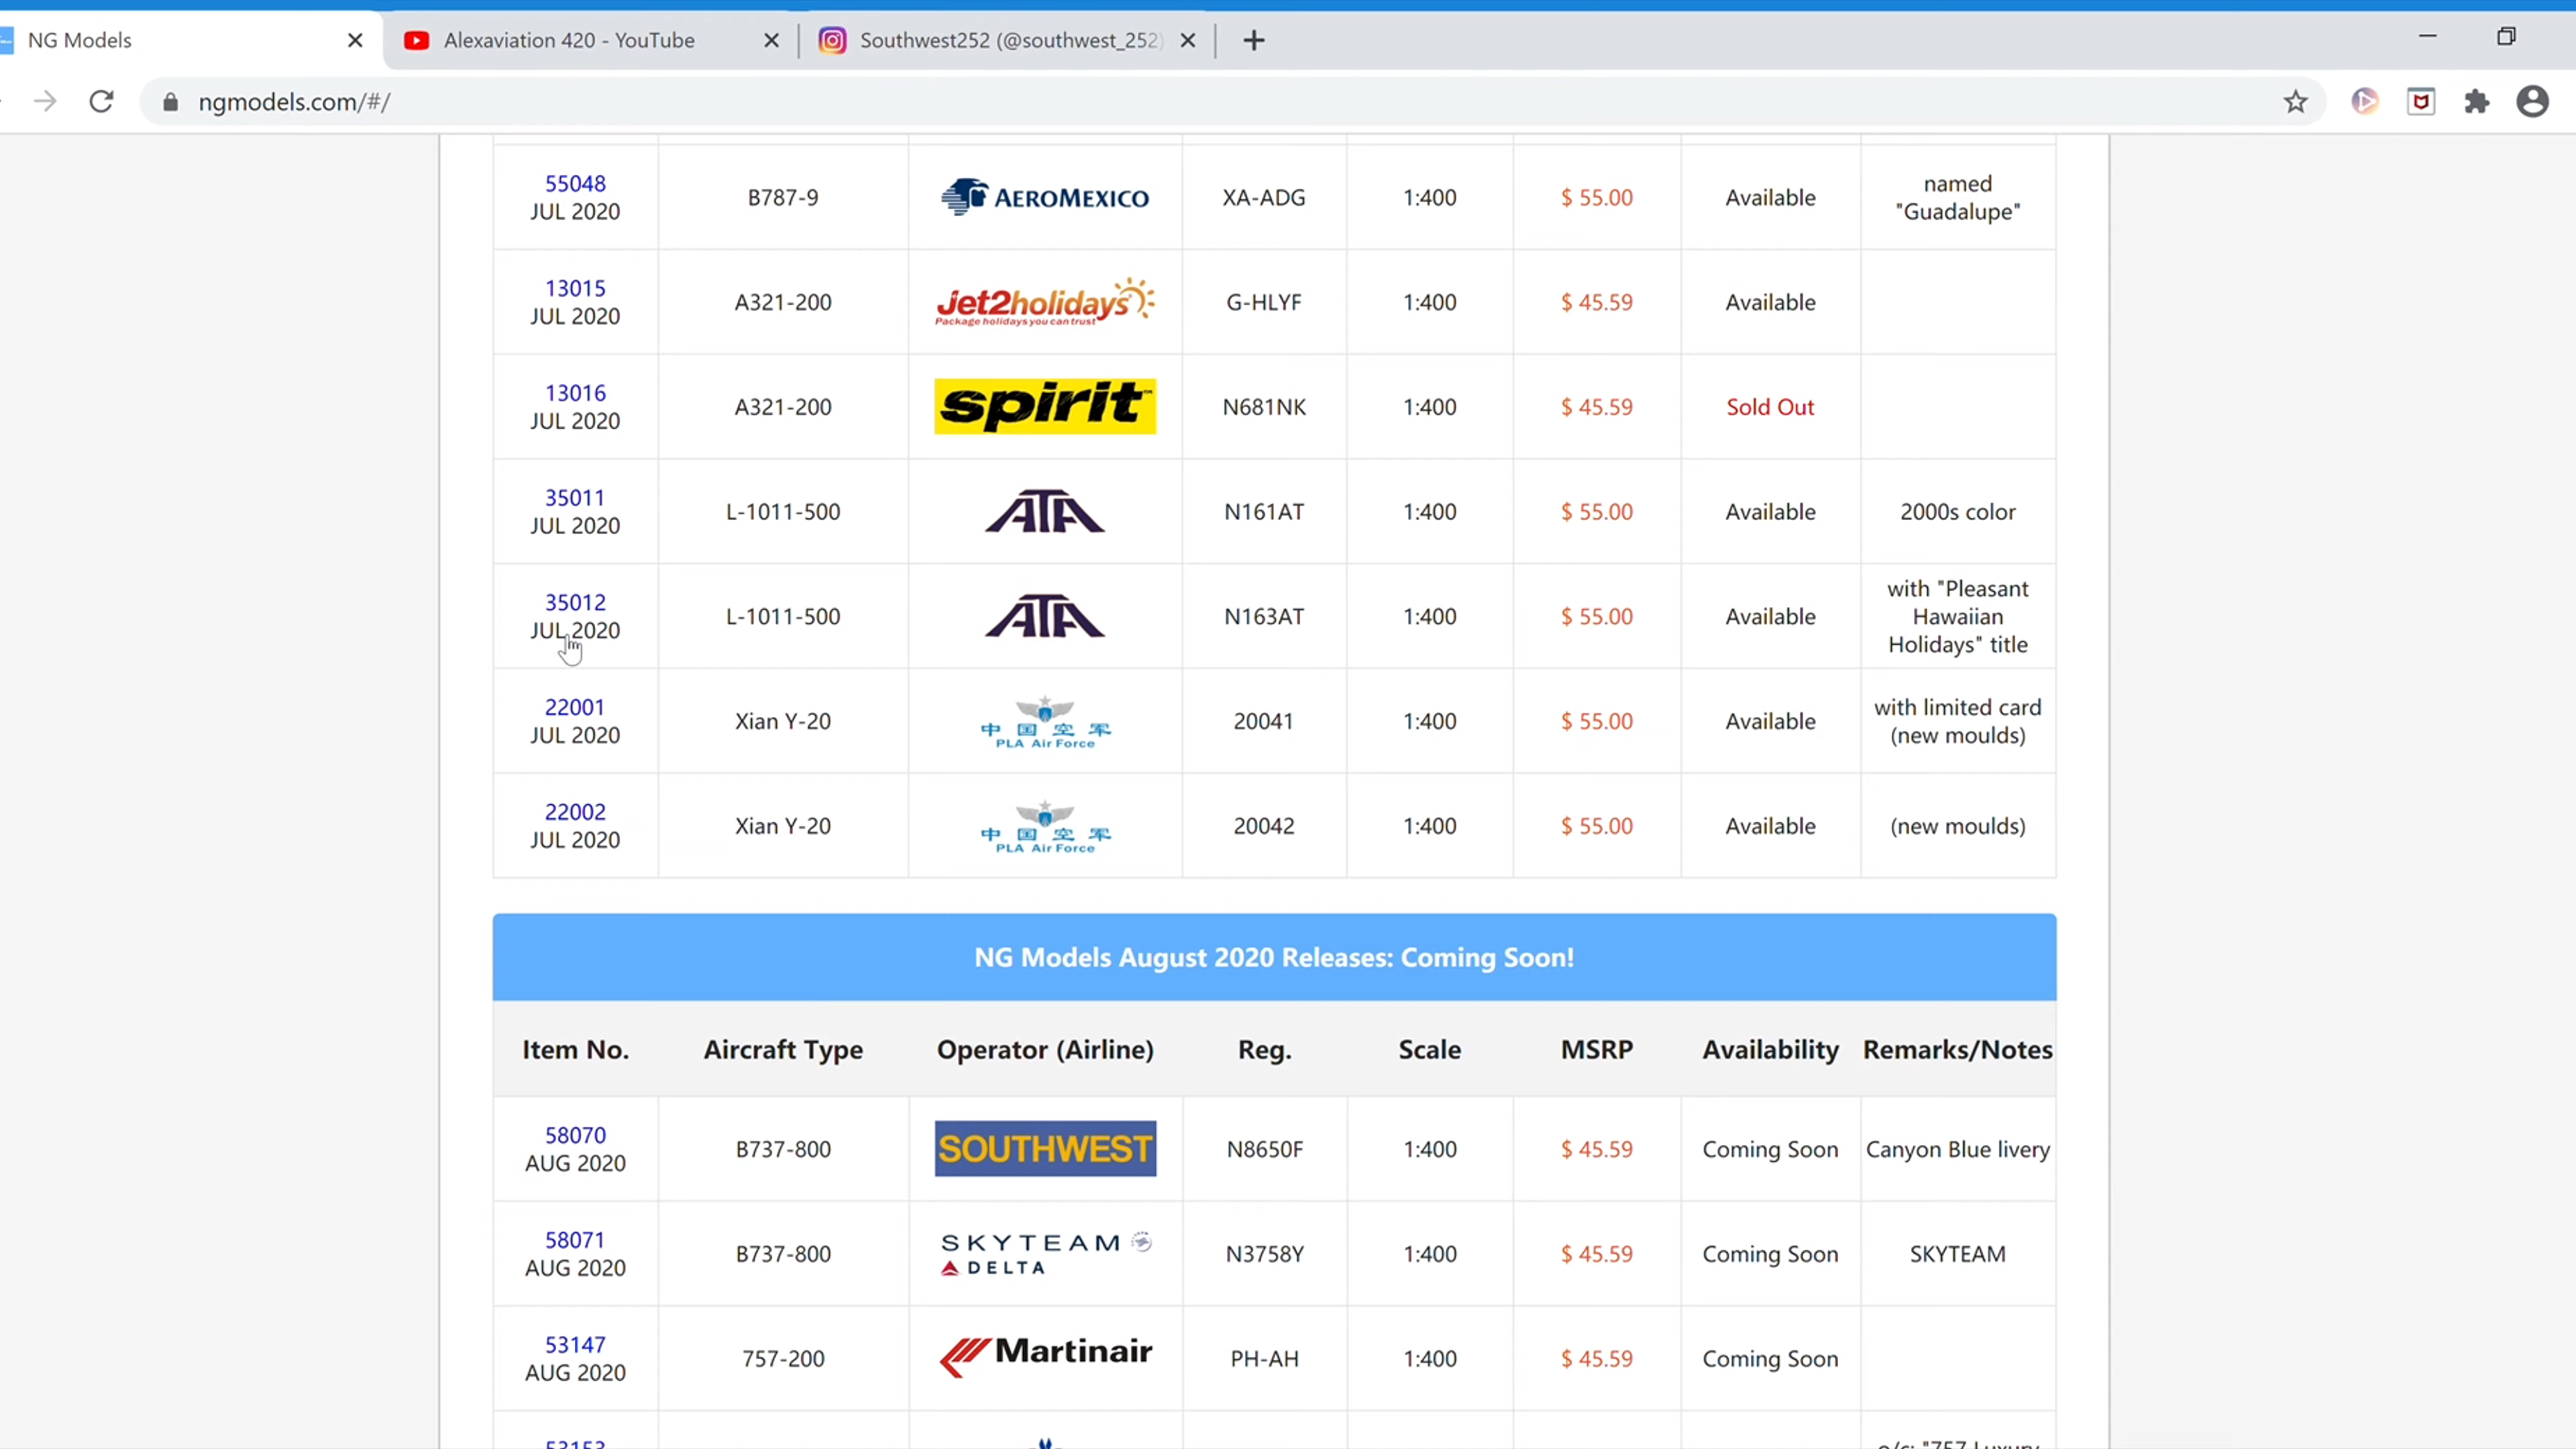 NG Models
Alexaviation 420 - YouTube
Southwest252 (@southwest_252)
ngmodels.com/#/
55048
JUL 2020
B787-9
AEROMEXICO
XA-ADG
1:400
$ 55.00
Available
named
"Guadalupe"
13015
JUL 2020
A321-200
Jet2holidays
Package holidays you can trust
G-HLYF
1:400
$ 45.59
Available
13016
JUL 2020
A321-200
spirit
N681NK
1:400
$ 45.59
Sold Out
35011
JUL 2020
L-1011-500
ATA
N161AT
1:400
$ 55.00
Available
2000s color
35012
JUL 2020
L-1011-500
ATA
N163AT
1:400
$ 55.00
Available
with "Pleasant
Hawaiian
Holidays" title
22001
JUL 2020
Xian Y-20
中国空军
PLA Air Force
20041
1:400
$ 55.00
Available
with limited card
(new moulds)
22002
JUL 2020
Xian Y-20
中国空军
PLA Air Force
20042
1:400
$ 55.00
Available
(new moulds)
NG Models August 2020 Releases: Coming Soon!
Item No.
Aircraft Type
Operator (Airline)
Reg.
Scale
MSRP
Availability
Remarks/Notes
58070
AUG 2020
B737-800
SOUTHWEST
N8650F
1:400
$ 45.59
Coming Soon
Canyon Blue livery
58071
AUG 2020
B737-800
SKYTEAM
DELTA
N3758Y
1:400
$ 45.59
Coming Soon
SKYTEAM
53147
AUG 2020
757-200
Martinair
PH-AH
1:400
$ 45.59
Coming Soon
53153
"757 Luxury